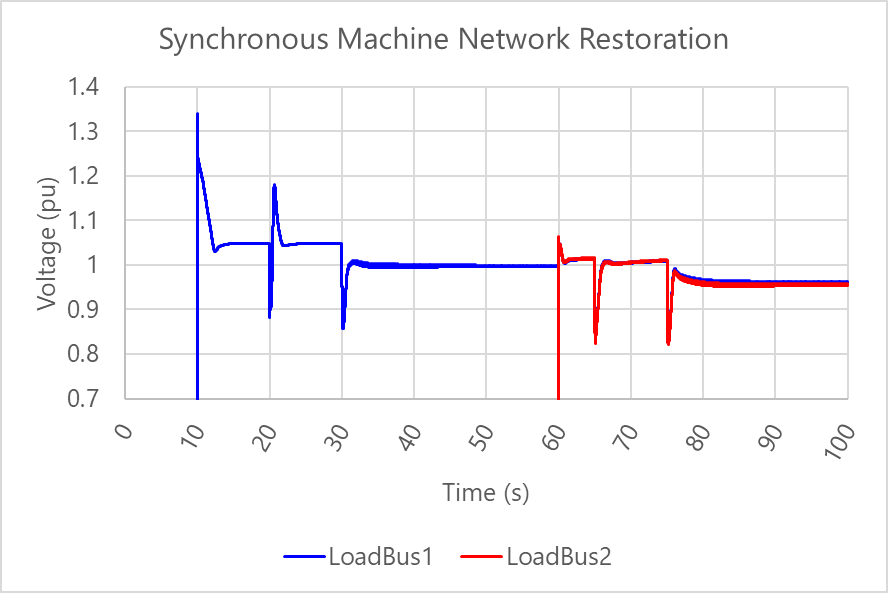 Synchronous Machine Network Restoration
1.4
1.3
1.2
1.1
1
0.9
0.8
0.7
Voltage (pu)
0 10 20 30 40 50 60 70 80 90 100
Time (s)
LoadBus1 LoadBus2